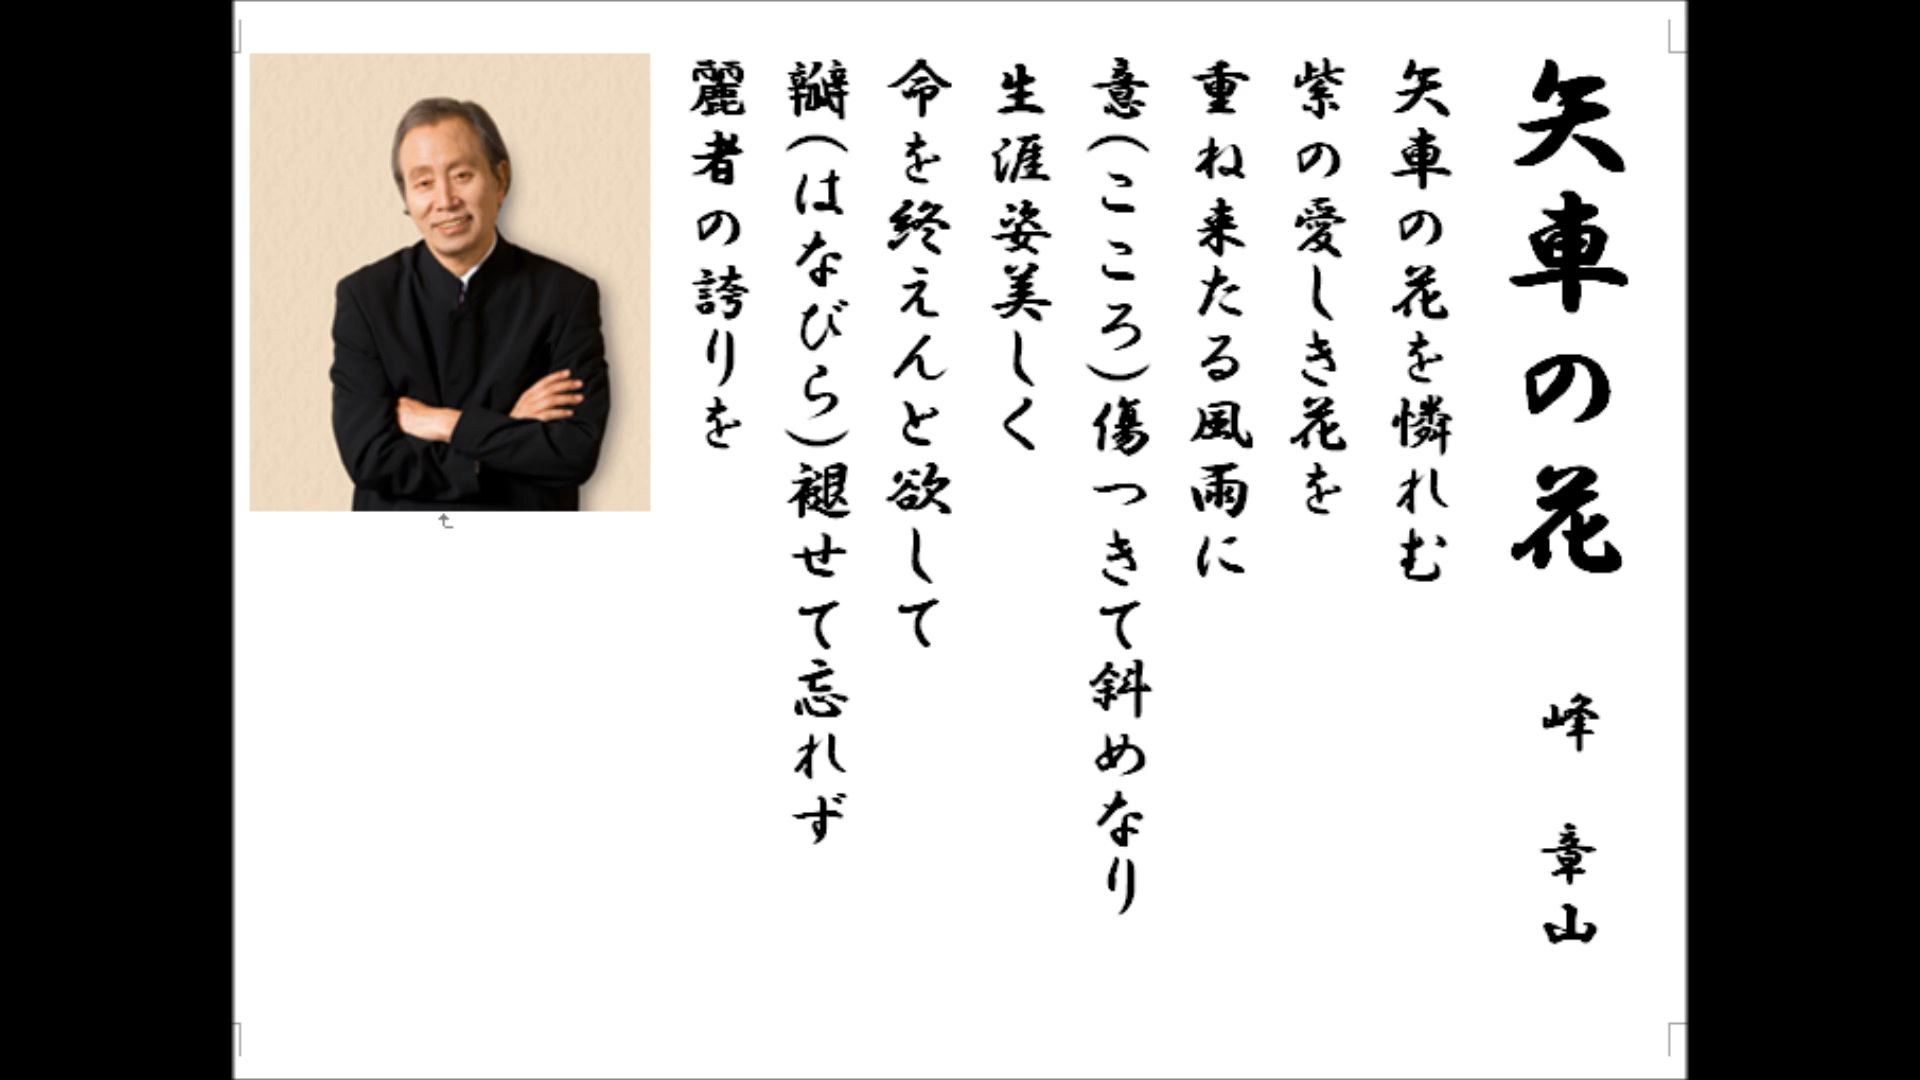 矢車の花 峰 章山
矢車の花を憐れむ
紫の愛しき花を
重ね来たる風雨に
意(こころ)傷つきて斜めなり
生涯姿美しく
命を終えんと欲して
瓣(はなびら)褪せて忘れず
麗者の誇りを